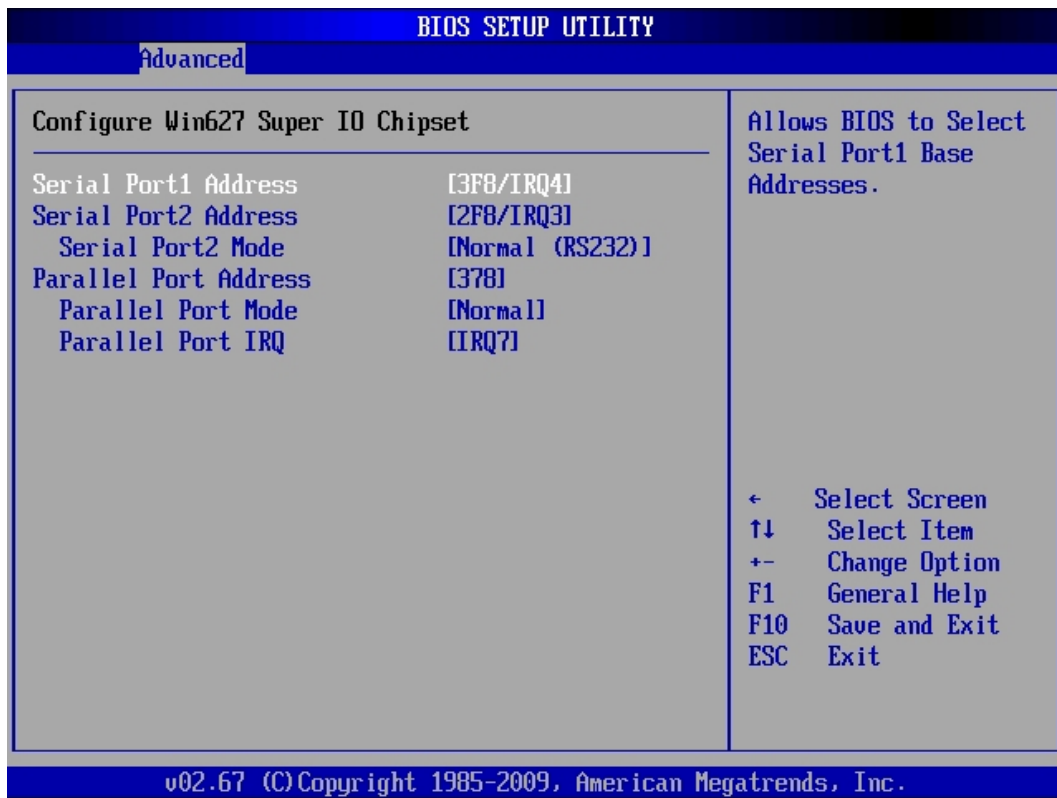 BIOS SETUP UTILITY
Advanced
Configure Win627 Super IO Chipset
Serial Port1 Address [3F8/IRQ4]
Serial Port2 Address [2F8/IRQ3]
Serial Port2 Mode [Normal (RS232)]
Parallel Port Address [378]
Parallel Port Mode [Normal]
Parallel Port IRQ [IRQ7]
Allows BIOS to Select
Serial Port1 Base
Addresses.
← Select Screen
↑↓ Select Item
+- Change Option
F1 General Help
F10 Save and Exit
ESC Exit
v02.67 (C)Copyright 1985-2009, American Megatrends, Inc.